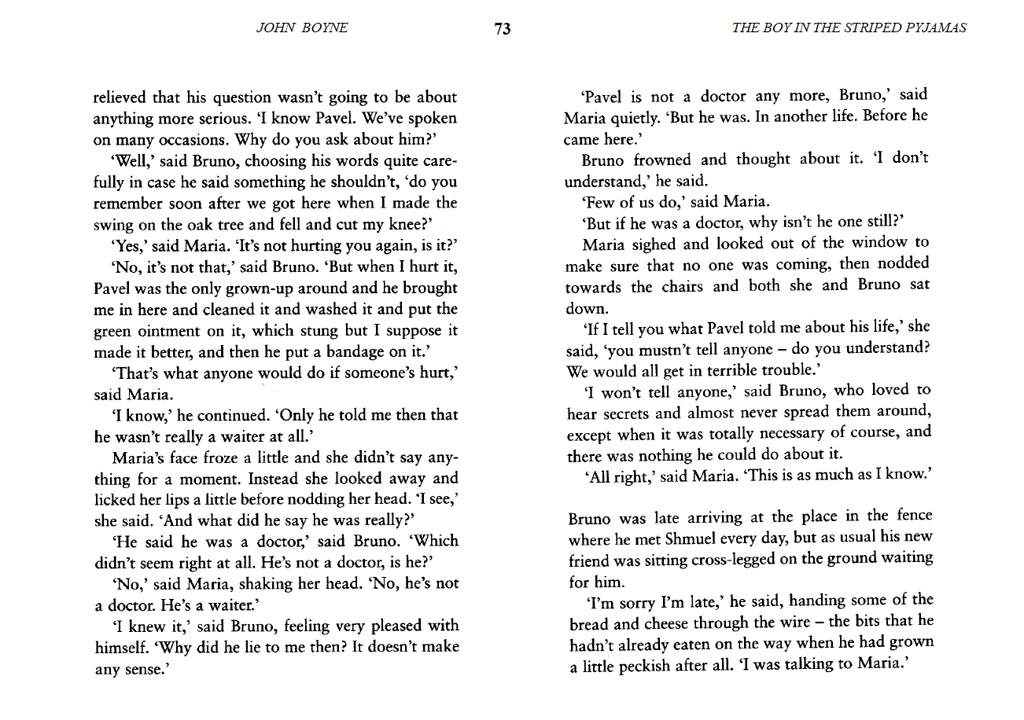 JOHN BOYNE 73 THE BOY IN THE STRIPED PYJAMAS
relieved that his question wasn't going to be about
anything more serious. ‘I know Pavel. We've spoken
on many occasions. Why do you ask about him?’
‘Well,’ said Bruno, choosing his words quite care-
fully in case he said something he shouldn't, ‘do you
remember soon after we got here when I made the
swing on the oak tree and fell and cut my knee?’
‘Yes,’ said Maria. ‘It's not hurting you again, is it?’
‘No, it's not that,’ said Bruno. ‘But when I hurt it,
Pavel was the only grown-up around and he brought
me in here and cleaned it and washed it and put the
green ointment on it, which stung but I suppose it
made it better, and then he put a bandage on it.’
‘That's what anyone would do if someone's hurt,’
said Maria.
‘I know,’ he continued. ‘Only he told me then that
he wasn't really a waiter at all.’
Maria's face froze a little and she didn't say any-
thing for a moment. Instead she looked away and
licked her lips a little before nodding her head. ‘I see,’
she said. ‘And what did he say he was really?’
‘He said he was a doctor,’ said Bruno. ‘Which
didn't seem right at all. He's not a doctor, is he?’
‘No,’ said Maria, shaking her head. ‘No, he's not
a doctor. He's a waiter.’
‘I knew it,’ said Bruno, feeling very pleased with
himself. ‘Why did he lie to me then? It doesn't make
any sense.’
‘Pavel is not a doctor any more, Bruno,’ said
Maria quietly. ‘But he was. In another life. Before he
came here.’
Bruno frowned and thought about it. ‘I don't
understand,’ he said.
‘Few of us do,’ said Maria.
‘But if he was a doctor, why isn't he one still?’
Maria sighed and looked out of the window to
make sure that no one was coming, then nodded
towards the chairs and both she and Bruno sat
down.
‘If I tell you what Pavel told me about his life,’ she
said, ‘you mustn't tell anyone – do you understand?
We would all get in terrible trouble.’
‘I won't tell anyone,’ said Bruno, who loved to
hear secrets and almost never spread them around,
except when it was totally necessary of course, and
there was nothing he could do about it.
‘All right,’ said Maria. ‘This is as much as I know.’
Bruno was late arriving at the place in the fence
where he met Shmuel every day, but as usual his new
friend was sitting cross-legged on the ground waiting
for him.
‘I'm sorry I'm late,’ he said, handing some of the
bread and cheese through the wire – the bits that he
hadn't already eaten on the way when he had grown
a little peckish after all. ‘I was talking to Maria.’